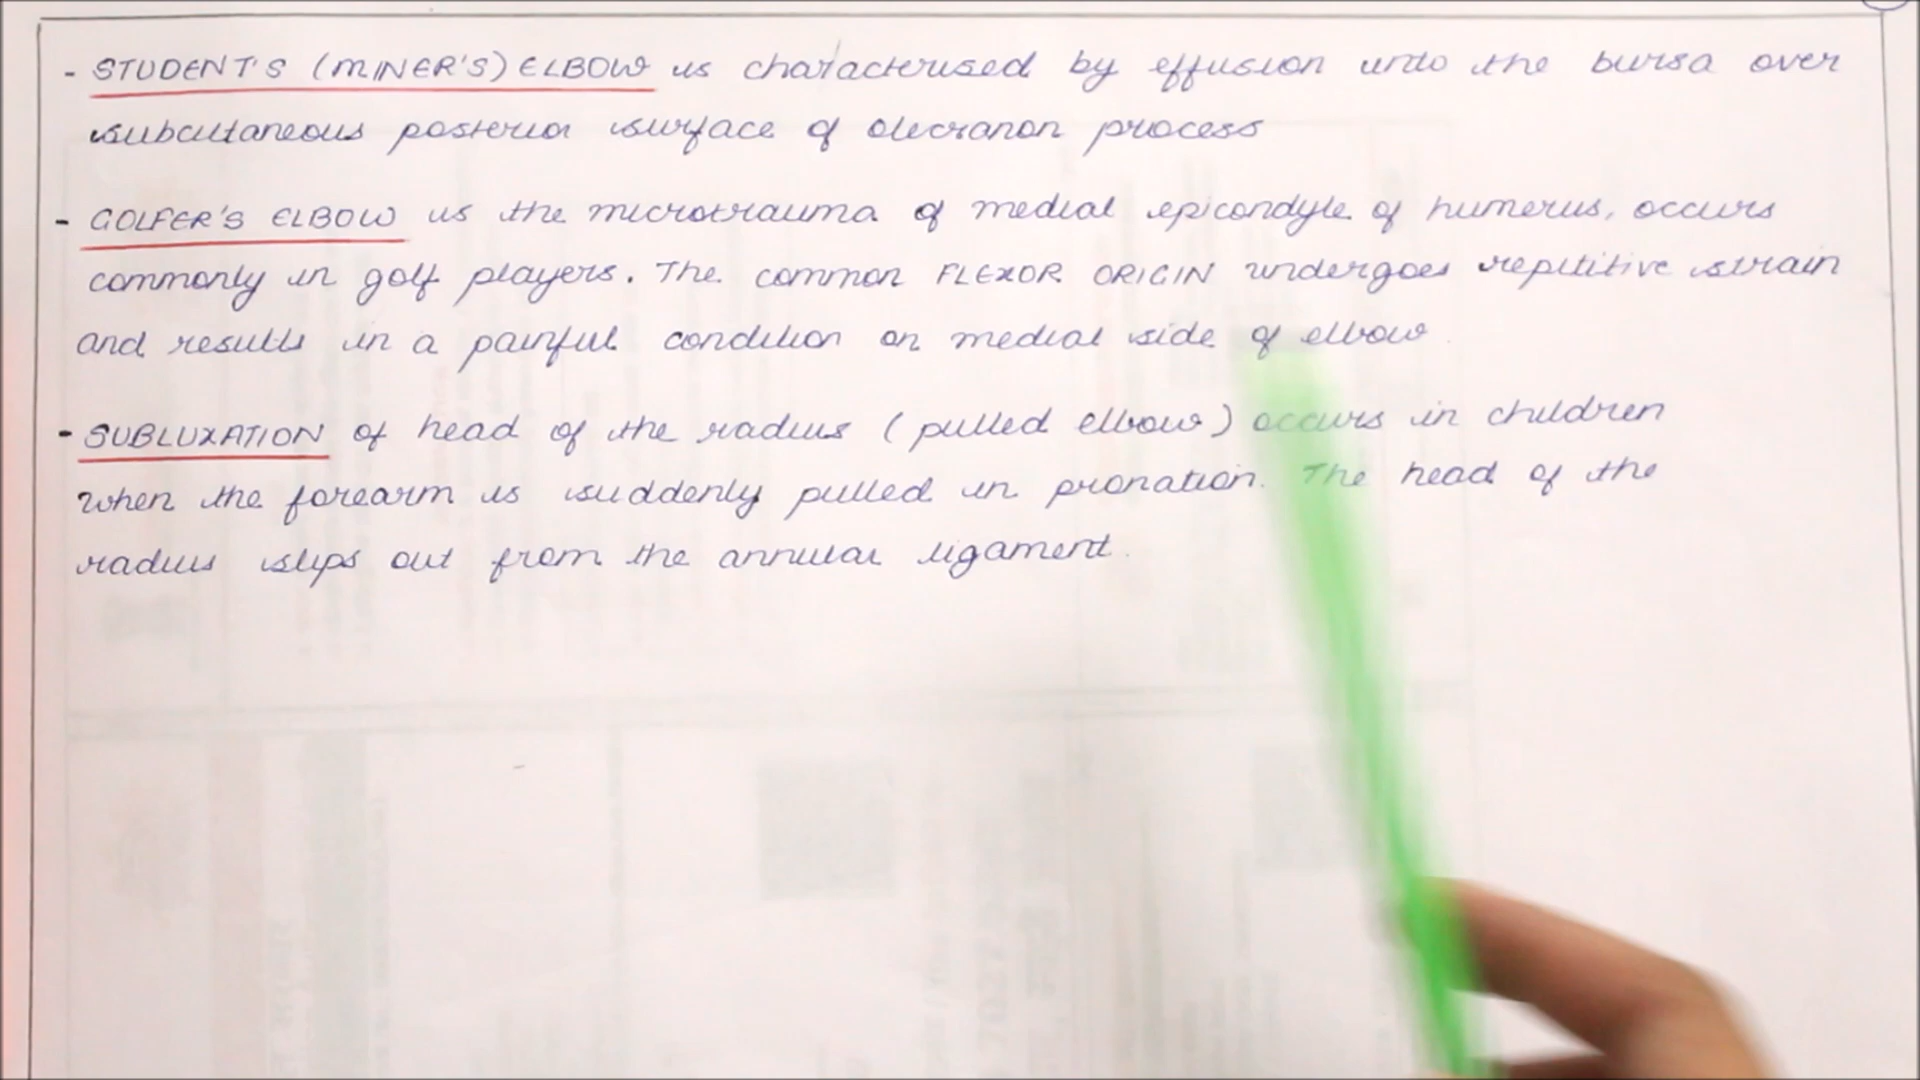 - STUDENT'S (MINER'S) ELBOW is characterised by effusion into the bursa over
subcutaneous posterior surface of olecranon process
- GOLFER'S ELBOW is the microtrauma of medial epicondyle of humerus, occurs
commonly in golf players. The common FLEXOR ORIGIN undergoes repititive strain
and results in a painful condition on medial side of elbow
- SUBLUXATION of head of the radius (pulled elbow) occurs in children
when the forearm is suddenly pulled in pronation. The head of the
radius slips out from the annular ligament.